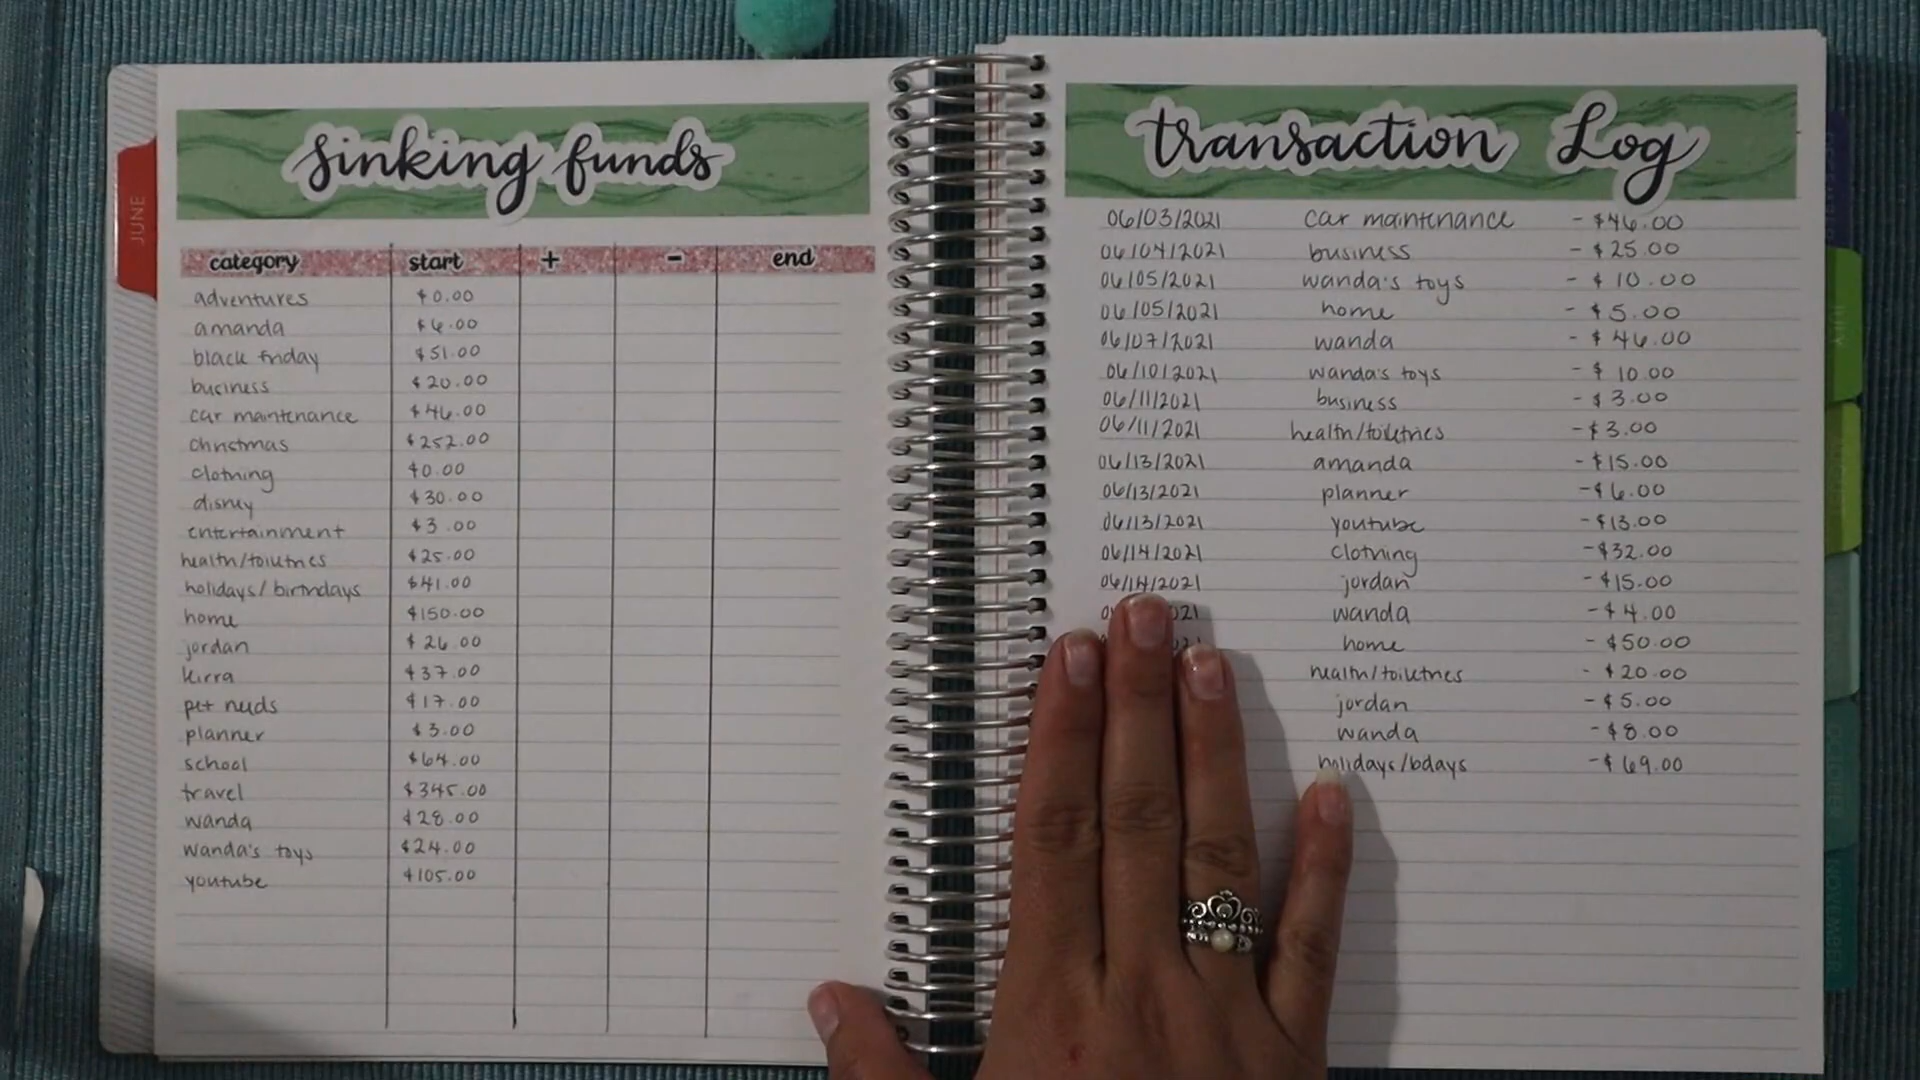 sinking funds
category start + - end
adventures $0.00
amanda $6.00
black friday $51.00
business $20.00
car maintenance $46.00
christmas $252.00
clothing $0.00
disney $30.00
entertainment $3.00
health/toiletries $25.00
holidays/birthdays $41.00
home $150.00
jordan $26.00
kirra $37.00
pet needs $17.00
planner $3.00
school $64.00
travel $345.00
wanda $28.00
wanda's toys $24.00
youtube $105.00
JUNE
transaction Log
06/03/2021 car maintenance - $46.00
06/04/2021 business - $25.00
06/05/2021 wanda's toys - $10.00
06/05/2021 home - $5.00
06/07/2021 wanda - $46.00
06/10/2021 wanda's toys - $10.00
06/11/2021 business - $3.00
06/11/2021 health/toiletries - $3.00
06/13/2021 amanda - $15.00
06/13/2021 planner - $6.00
06/13/2021 youtube - $13.00
06/14/2021 clothing - $32.00
06/14/2021 jordan - $15.00
wanda - $4.00
home - $50.00
health/toiletries - $20.00
jordan - $5.00
wanda - $8.00
holidays/bdays - $69.00
JULY
OCTOBER
NOVEMBER